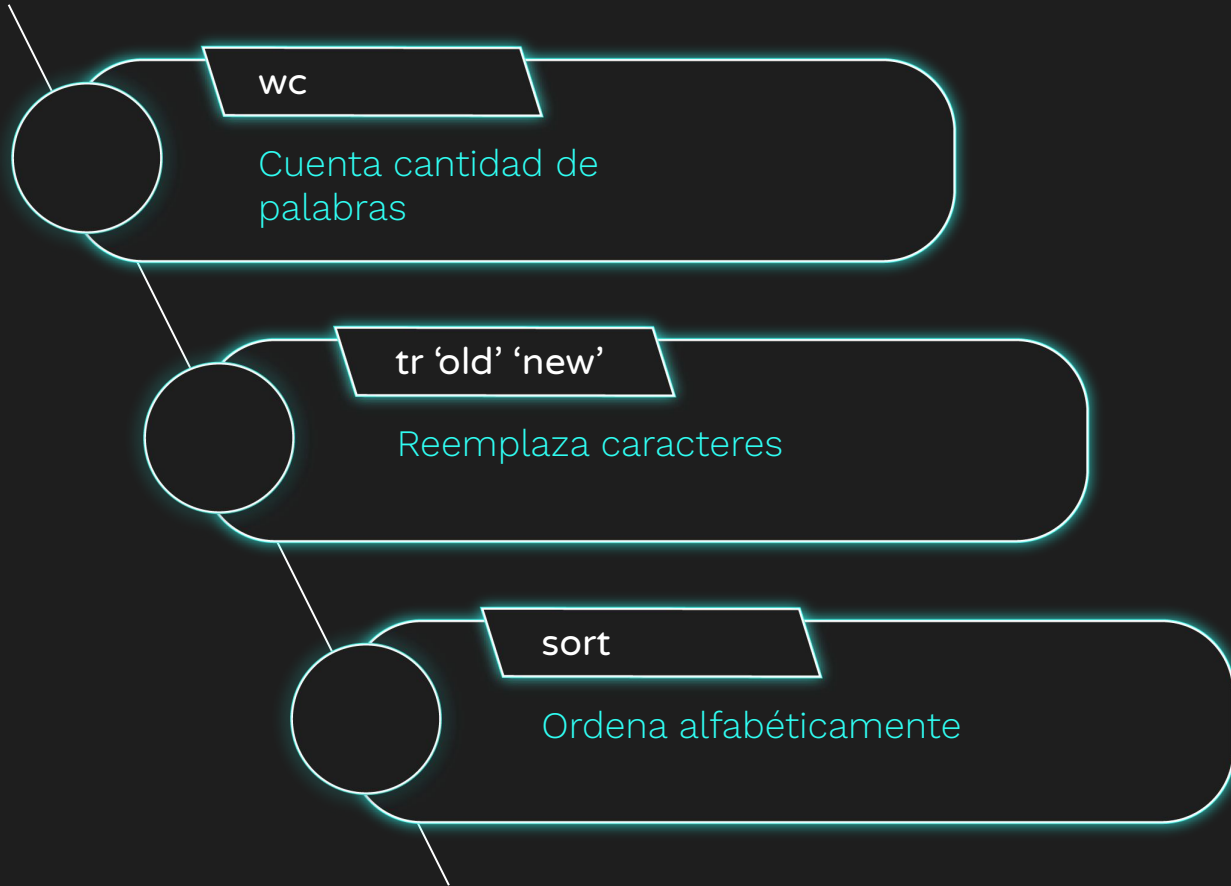 wc
Cuenta cantidad de
palabras
tr ‘old’ ‘new’
Reemplaza caracteres
sort
Ordena alfabéticamente